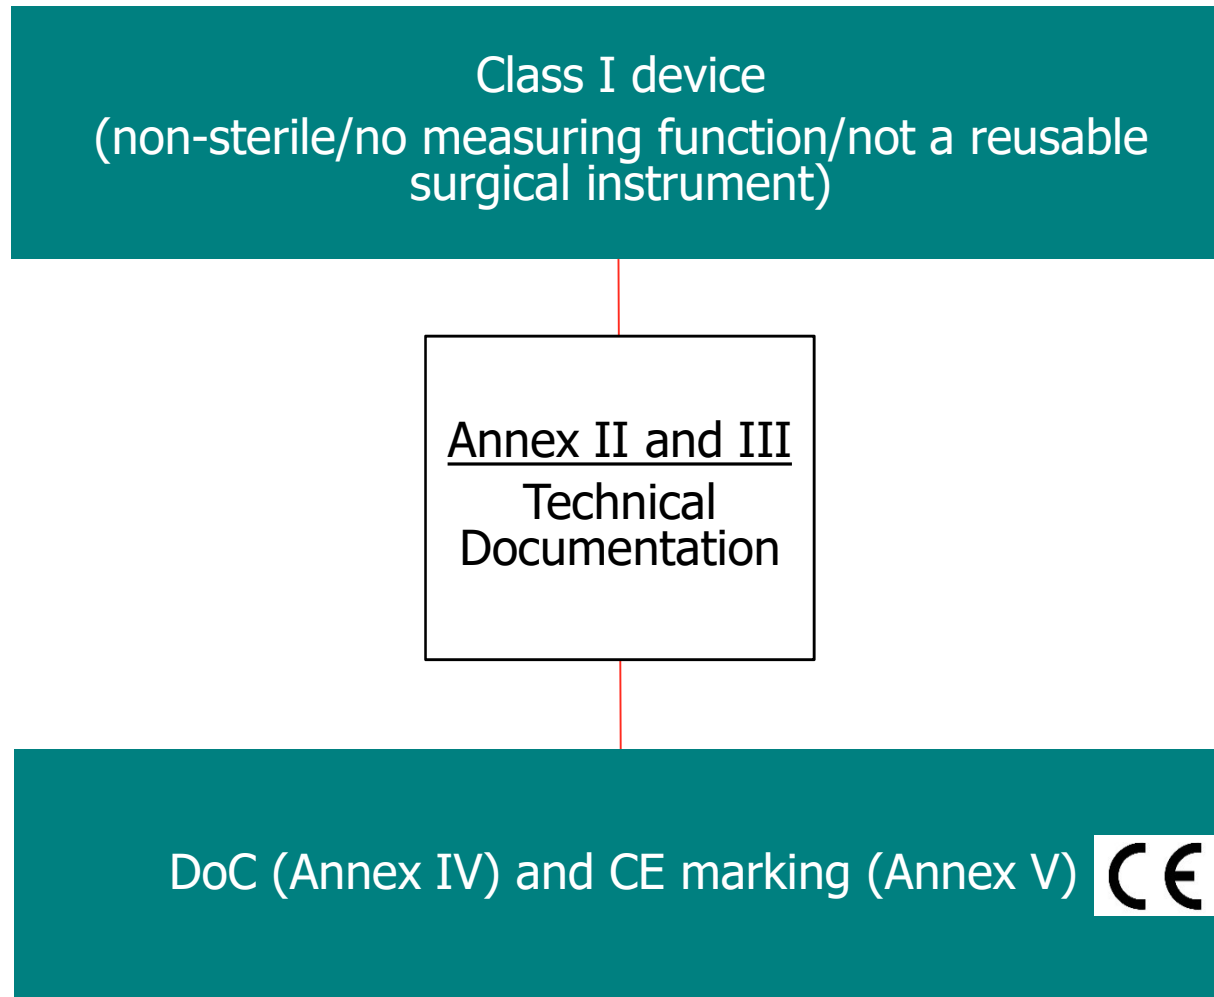 Class I device
(non-sterile/no measuring function/not a reusable
surgical instrument)
Annex II and III
Technical
Documentation
DoC (Annex IV) and CE marking (Annex V) CE